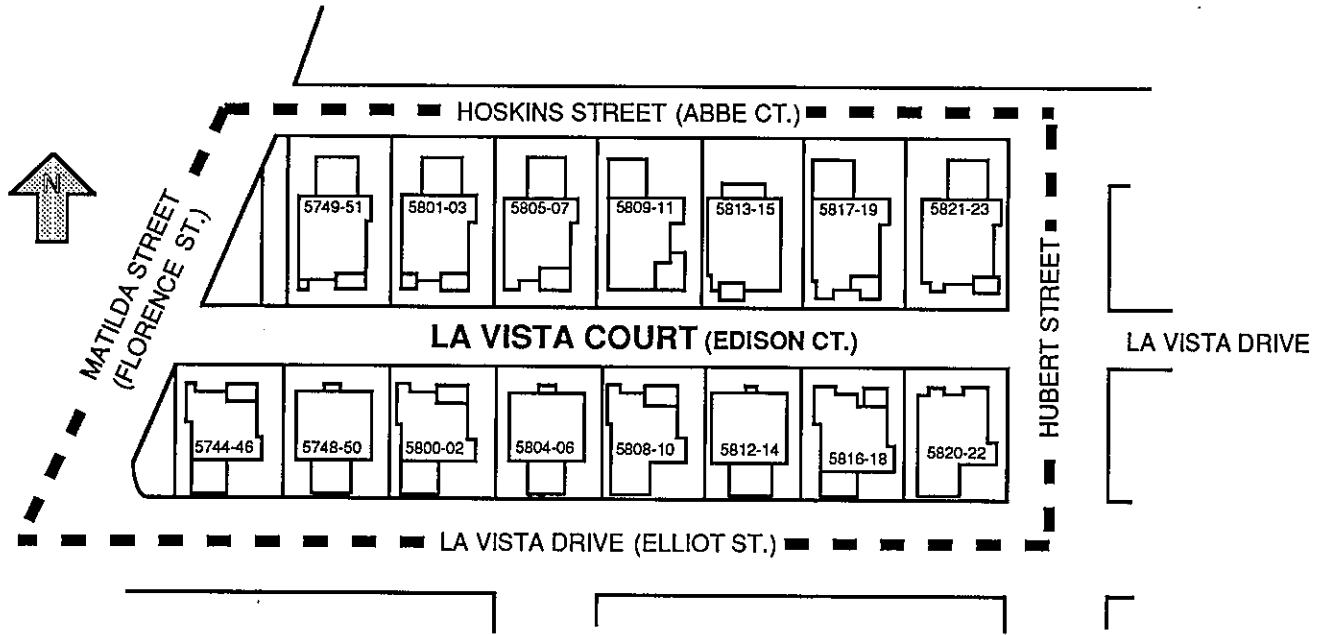 HOSKINS STREET (ABBE CT.)
N
MATILDA STREET
(FLORENCE ST.)
5749-51
5801-03
5805-07
5809-11
5813-15
5817-19
5821-23
HUBERT STREET
LA VISTA COURT (EDISON CT.)
LA VISTA DRIVE
5744-46
5748-50
5800-02
5804-06
5808-10
5812-14
5816-18
5820-22
LA VISTA DRIVE (ELLIOT ST.)